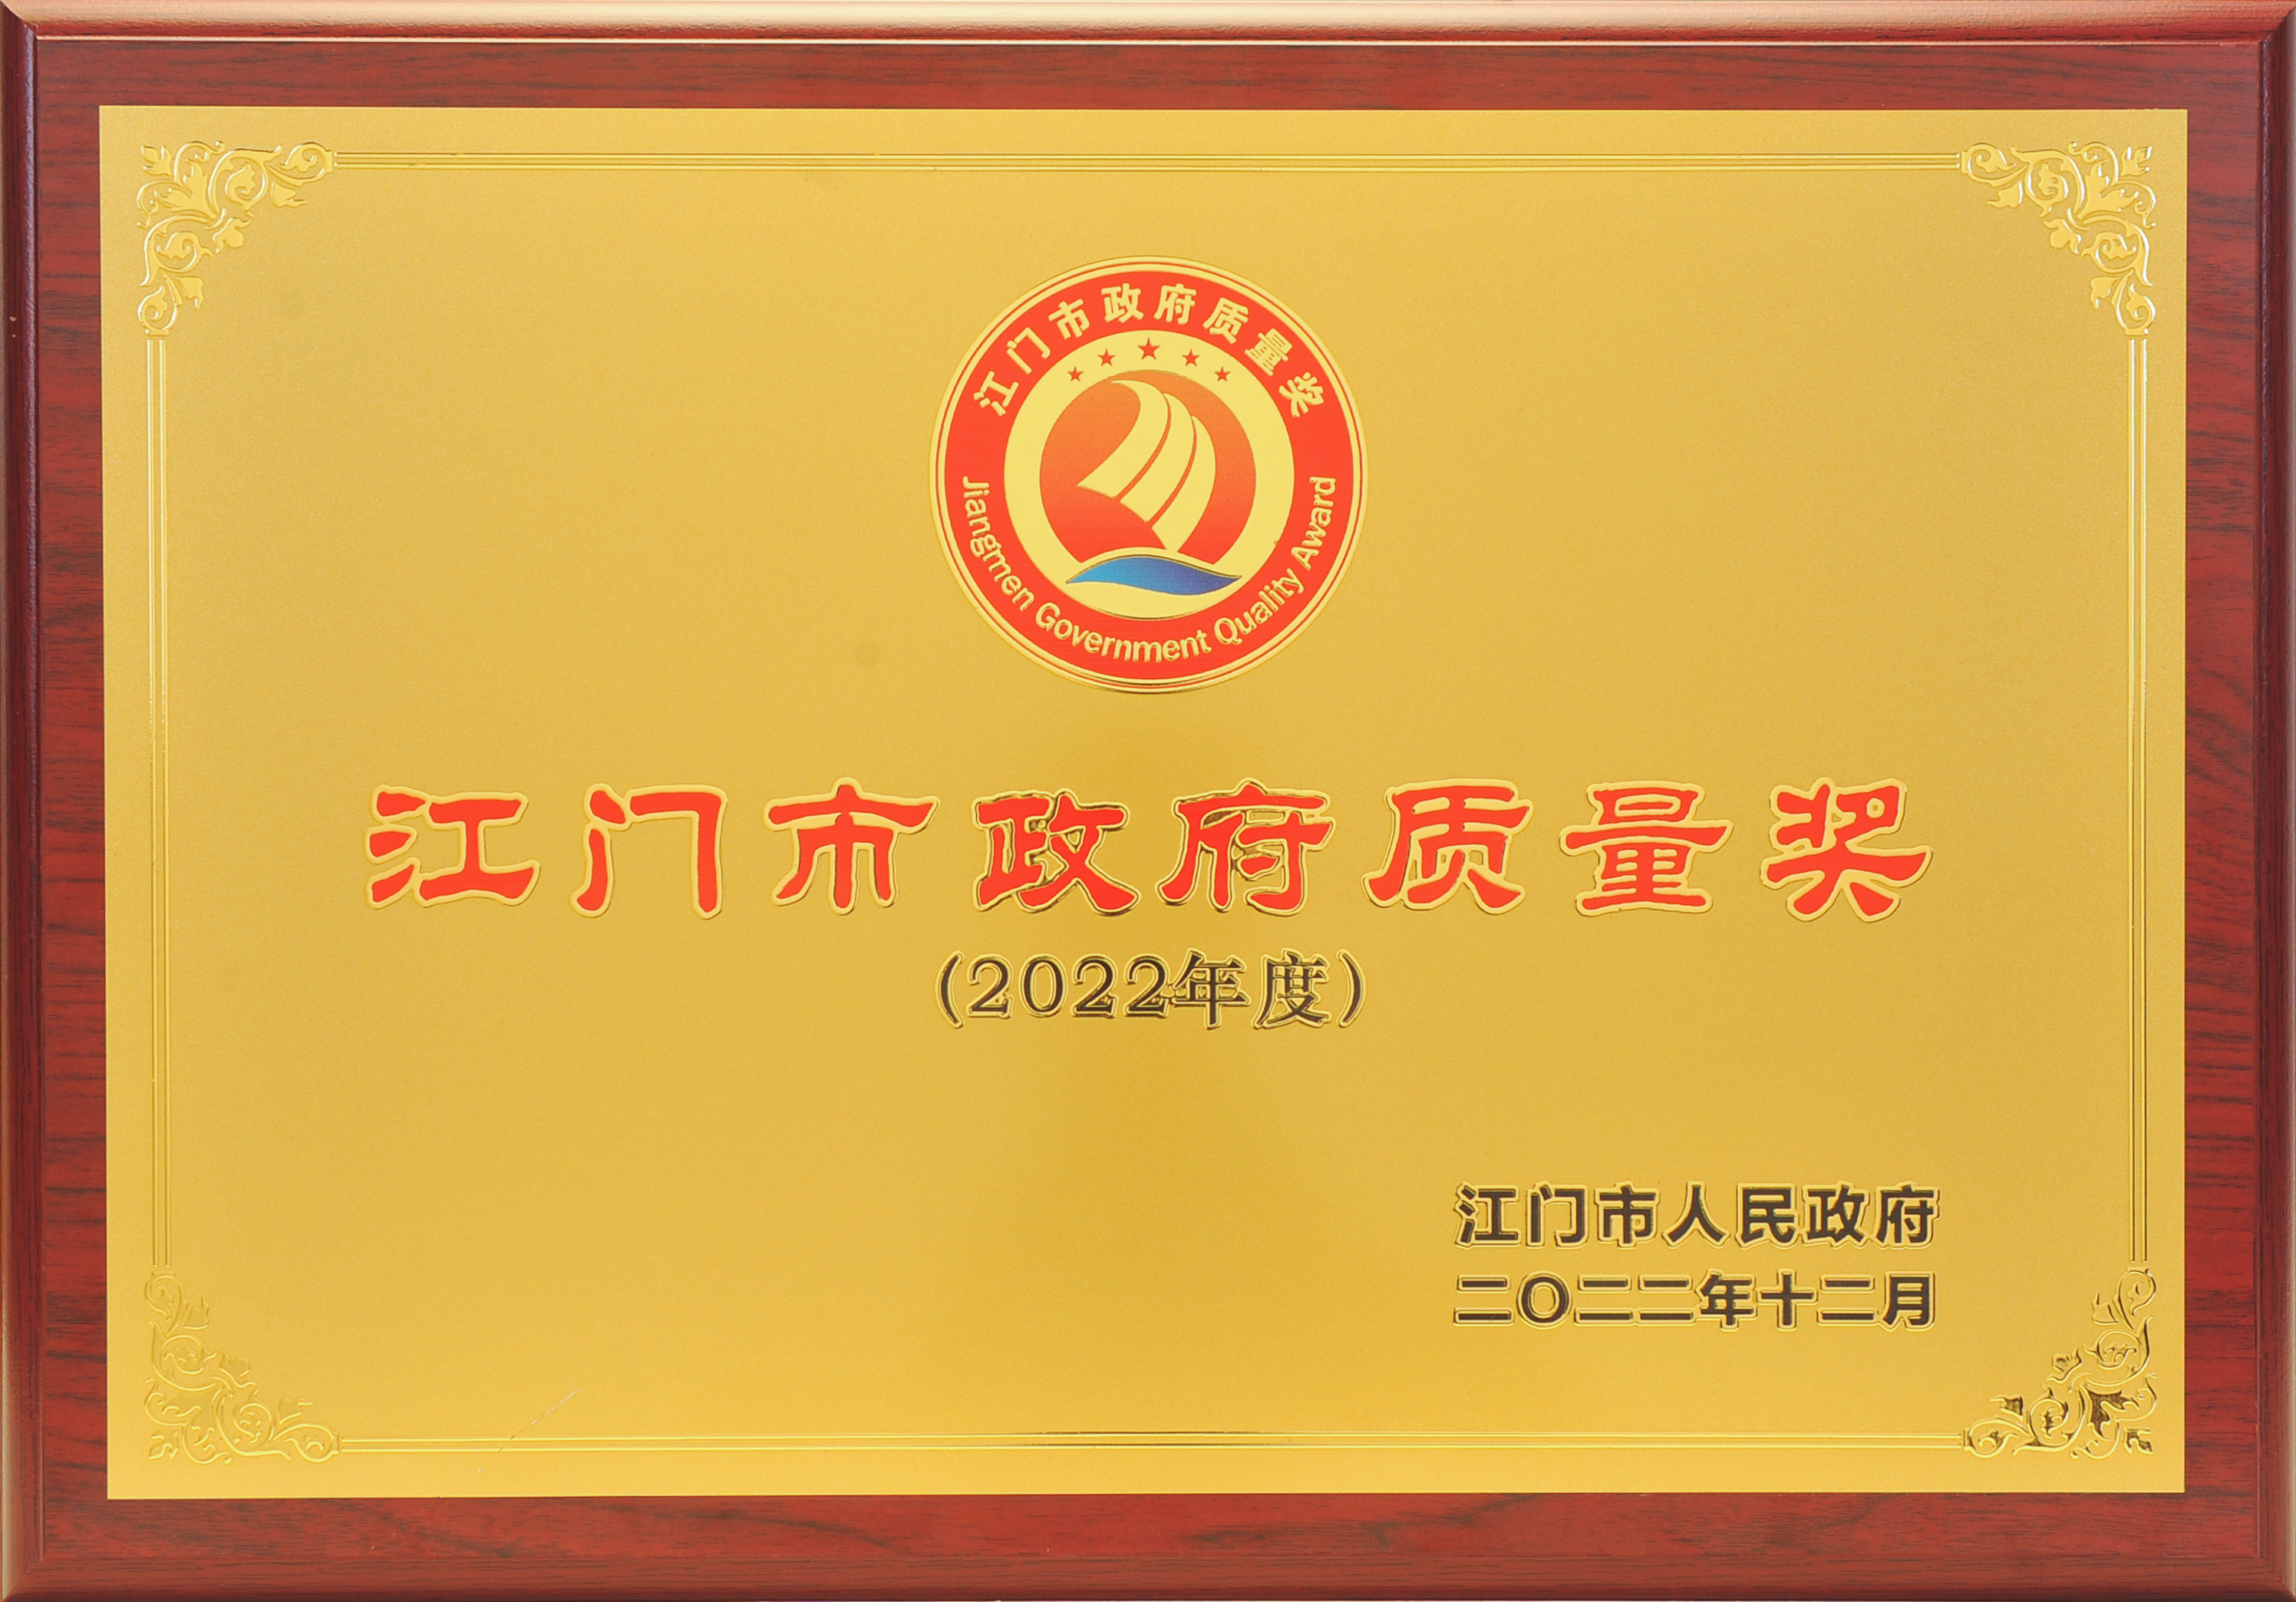 江门市政府质量奖
Jiangmen Government Quality Award
江门市政府质量奖
(2022年度)
江门市人民政府
二〇二二年十二月